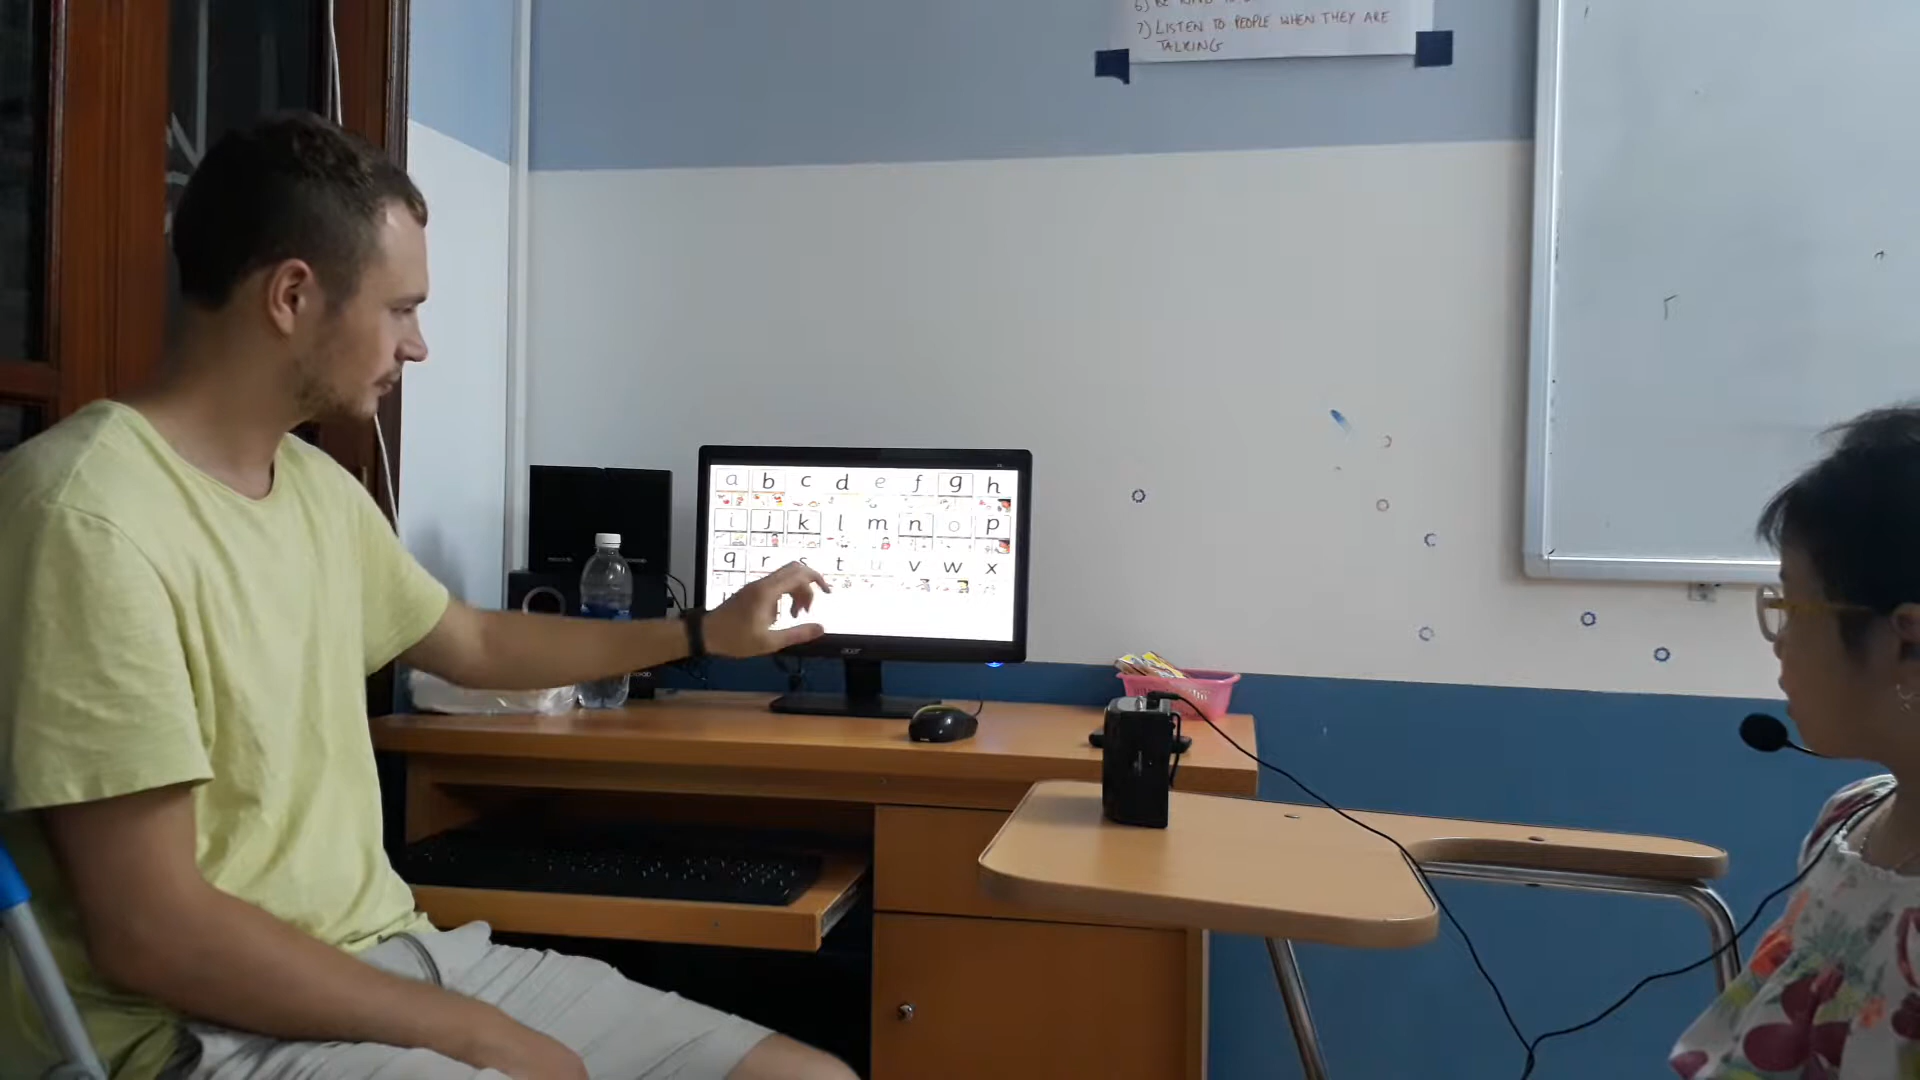 7) LISTEN TO PEOPLE WHEN THEY ARE
TALKING
a b c d e f g h
i j k l m n o p
q r s t u v w x
acer